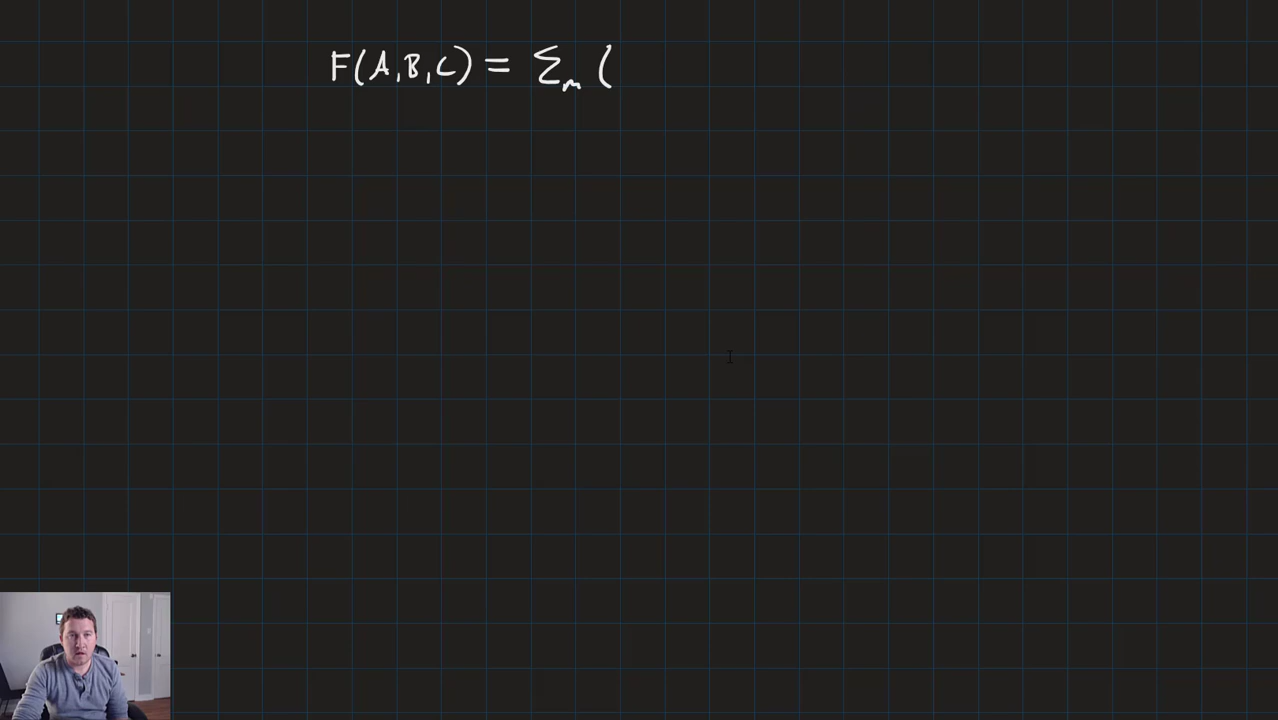 F(A,B,C) = Σm (